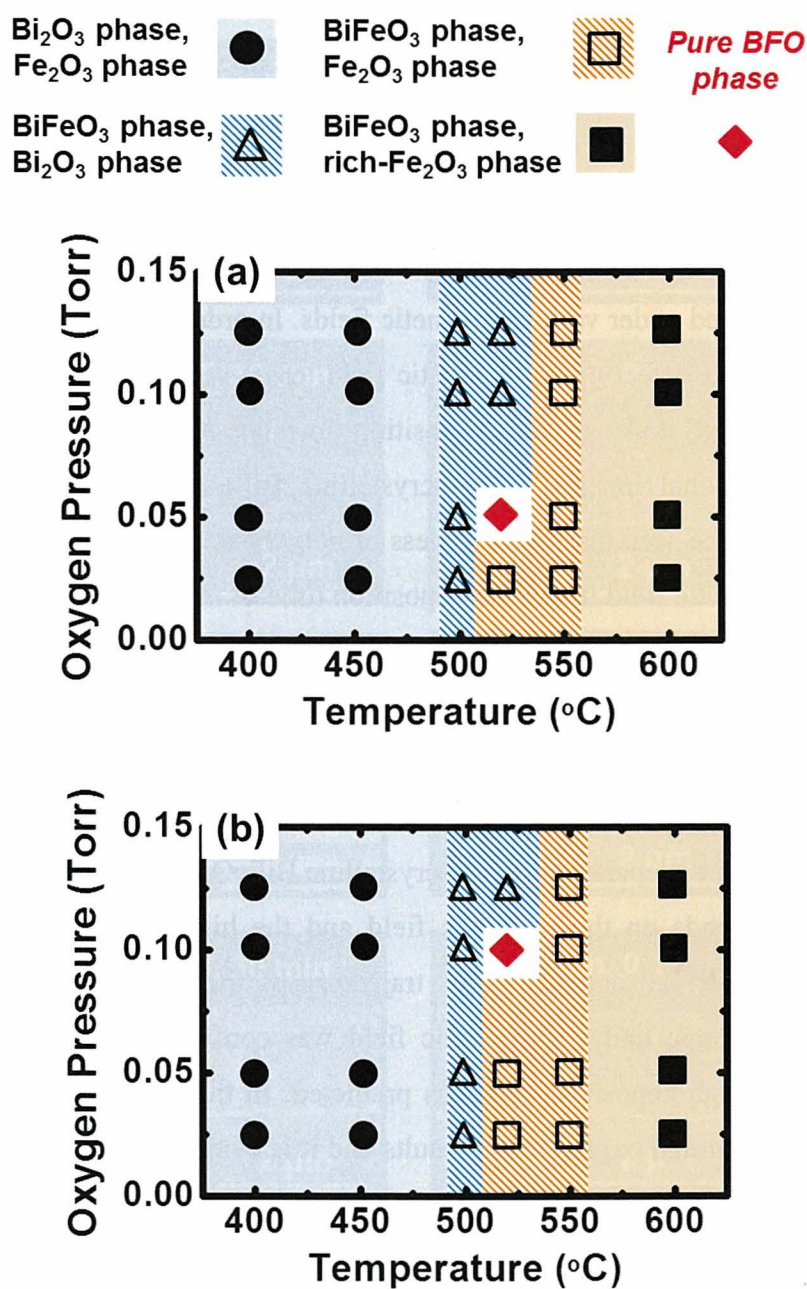 Bi₂O₃ phase,
Fe₂O₃ phase
BiFeO₃ phase,
Fe₂O₃ phase
Pure BFO
phase
BiFeO₃ phase,
Bi₂O₃ phase
BiFeO₃ phase,
rich-Fe₂O₃ phase
(a)
Oxygen Pressure (Torr)
0.15
0.10
0.05
0.00
400 450 500 550 600
Temperature (°C)
(b)
Oxygen Pressure (Torr)
0.15
0.10
0.05
0.00
400 450 500 550 600
Temperature (°C)